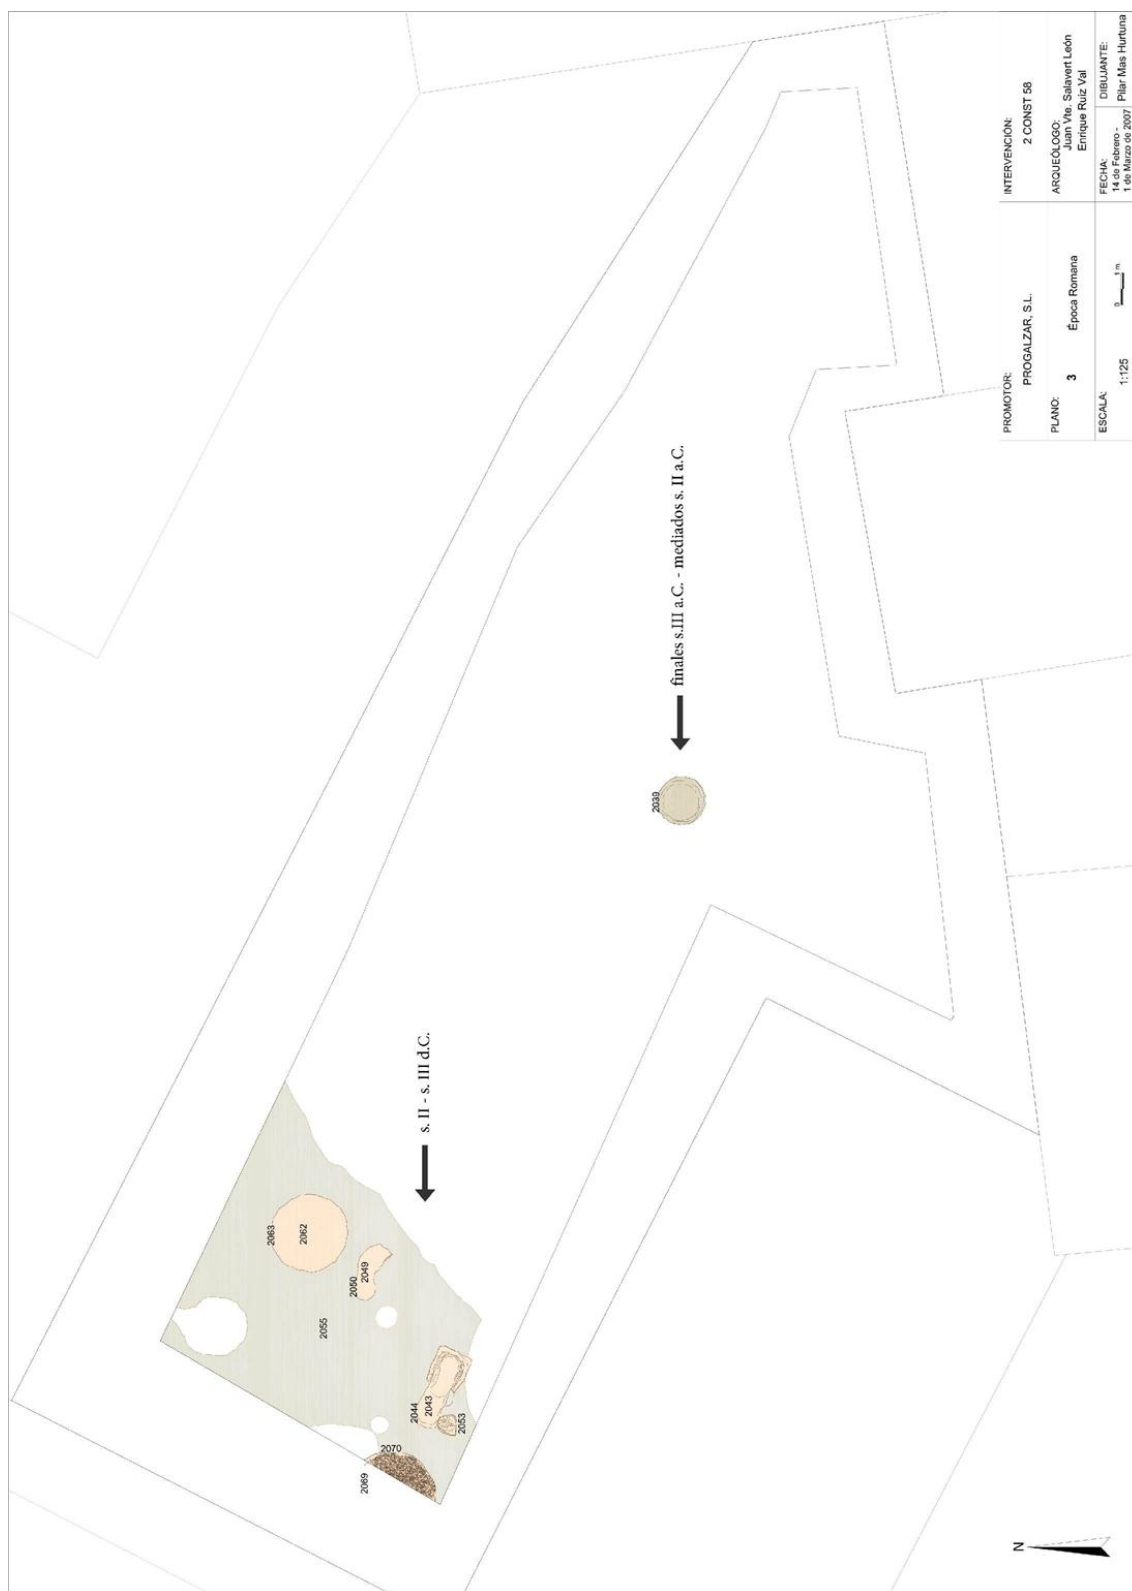 2063
2062
2050
2049
2055
2044
2043
2053
2070
2069
s. II - s. III d.C.
2039
finales s.III a.C. - mediados s. II a.C.
N
PROMOTOR:
PROGALZAR, S.L.
INTERVENCIÓN:
2 CONST 58
PLANO:
3 Época Romana
ARQUEÓLOGO:
Juan Vte. Salavert León
Enrique Ruiz Val
ESCALA:
1:125
0 1 m.
FECHA:
14 de Febrero -
1 de Marzo de 2007
DIBUJANTE:
Pilar Mas Hurtuna